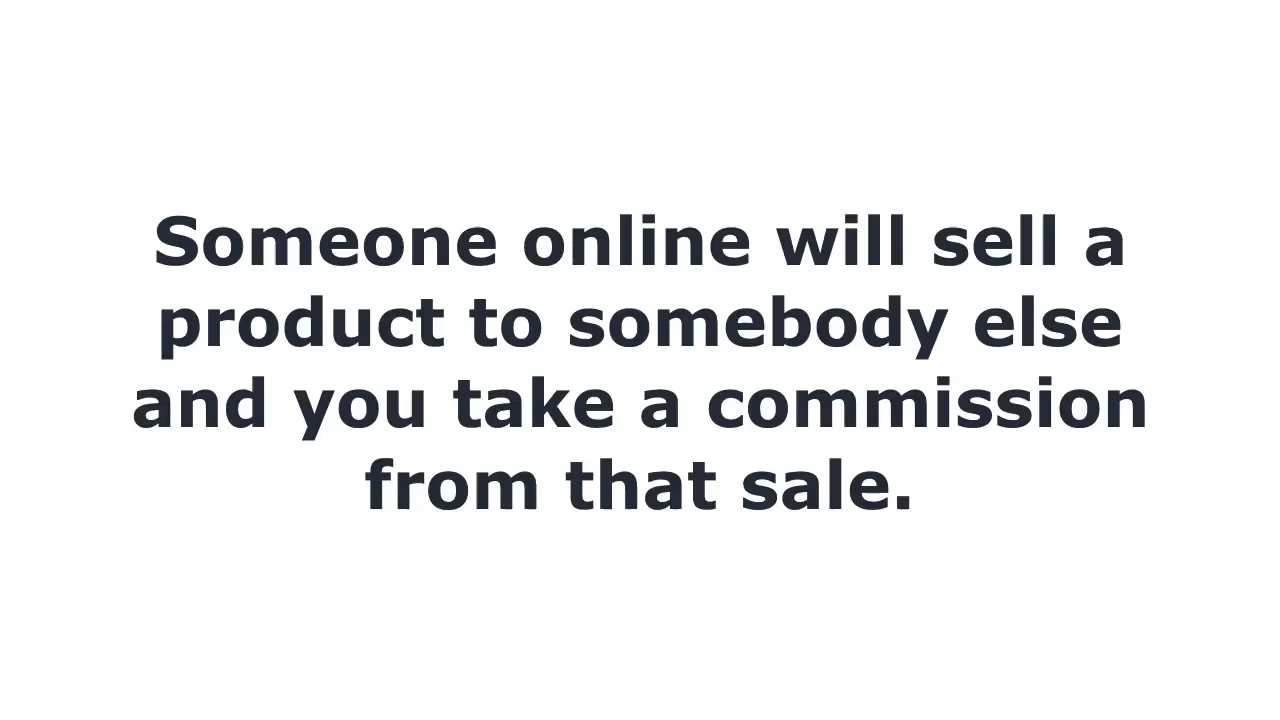 Someone online will sell a
product to somebody else
and you take a commission
from that sale.